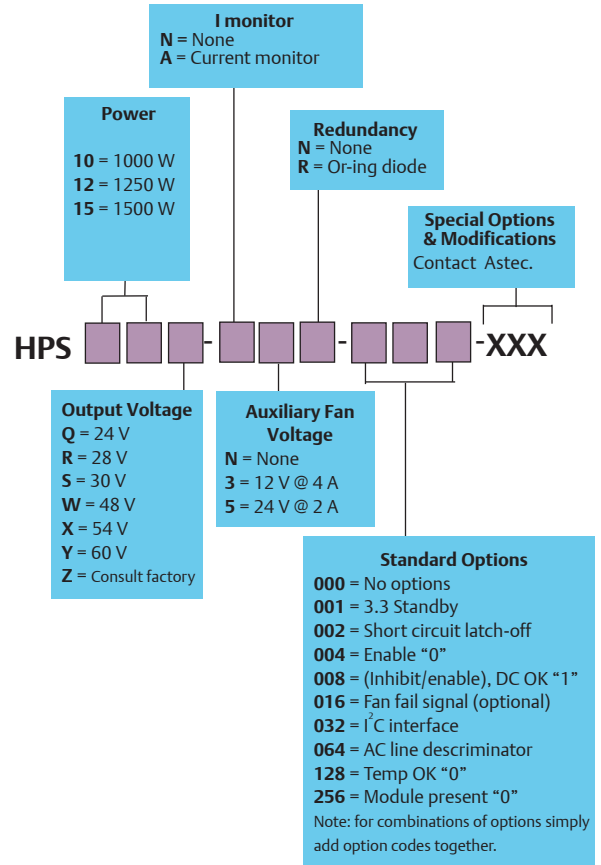 I monitor
N = None
A = Current monitor
Power
10 = 1000 W
12 = 1250 W
15 = 1500 W
Redundancy
N = None
R = Or-ing diode
Special Options
& Modifications
Contact Astec.
HPS - - -XXX
Output Voltage
Q = 24 V
R = 28 V
S = 30 V
W = 48 V
X = 54 V
Y = 60 V
Z = Consult factory
Auxiliary Fan
Voltage
N = None
3 = 12 V @ 4 A
5 = 24 V @ 2 A
Standard Options
000 = No options
001 = 3.3 Standby
002 = Short circuit latch-off
004 = Enable “0”
008 = (Inhibit/enable), DC OK “1”
016 = Fan fail signal (optional)
032 = I²C interface
064 = AC line descriminator
128 = Temp OK “0”
256 = Module present “0”
Note: for combinations of options simply
add option codes together.